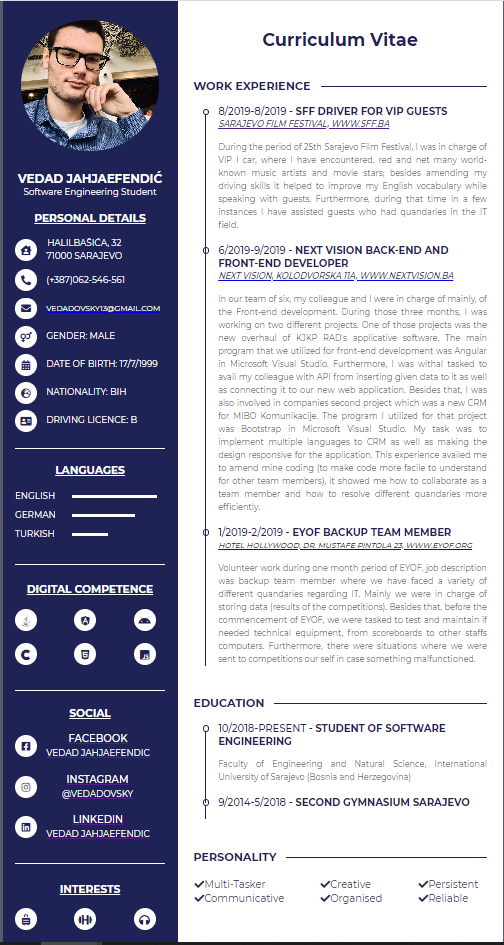 VEDAD JAHJAEFENDIĆ
Software Engineering Student
PERSONAL DETAILS
HALILBAŠIĆA, 32
71000 SARAJEVO
(+387)062-546-561
VEDADOVSKY13@GMAIL.COM
GENDER: MALE
DATE OF BIRTH: 17/7/1999
NATIONALITY: BIH
DRIVING LICENCE: B
LANGUAGES
ENGLISH
GERMAN
TURKISH
DIGITAL COMPETENCE
SOCIAL
FACEBOOK
VEDAD JAHJAEFENDIC
INSTAGRAM
@VEDADOVSKY
LINKEDIN
VEDAD JAHJAEFENDIC
INTERESTS
Curriculum Vitae
WORK EXPERIENCE
8/2019-8/2019 - SFF DRIVER FOR VIP GUESTS
SARAJEVO FILM FESTIVAL, WWW.SFF.BA
During the period of 25th Sarajevo Film Festival, I was in charge of
VIP I car, where I have encountered. red and net many world-
known music artists and movie stars; besides amending my
driving skills it helped to improve my English vocabulary while
speaking with guests. Furthermore, during that time in a few
instances I have assisted guests who had quandaries in the IT
field.
6/2019-9/2019 - NEXT VISION BACK-END AND
FRONT-END DEVELOPER
NEXT VISION, KOLODVORSKA 11A, WWW.NEXTVISION.BA
In our team of six, my colleague and I were in charge of mainly, of
the Front-end development. During those three months, I was
working on two different projects. One of those projects was the
new overhaul of KJKP RAD's applicative software. The main
program that we utilized for front-end development was Angular
in Microsoft Visual Studio. Furthermore, I was withal tasked to
avail my colleague with API from inserting given data to it as well
as connecting it to our new web application. Besides that, I was
also involved in companies second project which was a new CRM
for MIBO Komunikacije. The program I utilized for that project
was Bootstrap in Microsoft Visual Studio. My task was to
implement multiple languages to CRM as well as making the
design responsive for the application. This experience availed me
to amend mine coding (to make code more facile to understand
for other team members), it showed me how to collaborate as a
team member and how to resolve different quandaries more
efficiently.
1/2019-2/2019 - EYOF BACKUP TEAM MEMBER
HOTEL HOLLYWOOD, DR. MUSTAFE PINTOLA 23, WWW.EYOF.ORG
Volunteer work during one month period of EYOF, job description
was backup team member where we have faced a variety of
different quandaries regarding IT. Mainly we were in charge of
storing data (results of the competitions). Besides that, before the
commencement of EYOF, we were tasked to test and maintain if
needed technical equipment, from scoreboards to other staffs
computers. Furthermore, there were situations where we were
sent to competitions our self in case something malfunctioned.
EDUCATION
10/2018-PRESENT - STUDENT OF SOFTWARE
ENGINEERING
Faculty of Engineering and Natural Science, International
University of Sarajevo (Bosnia and Herzegovina)
9/2014-5/2018 - SECOND GYMNASIUM SARAJEVO
PERSONALITY
Multi-Tasker Creative Persistent
Communicative Organised Reliable